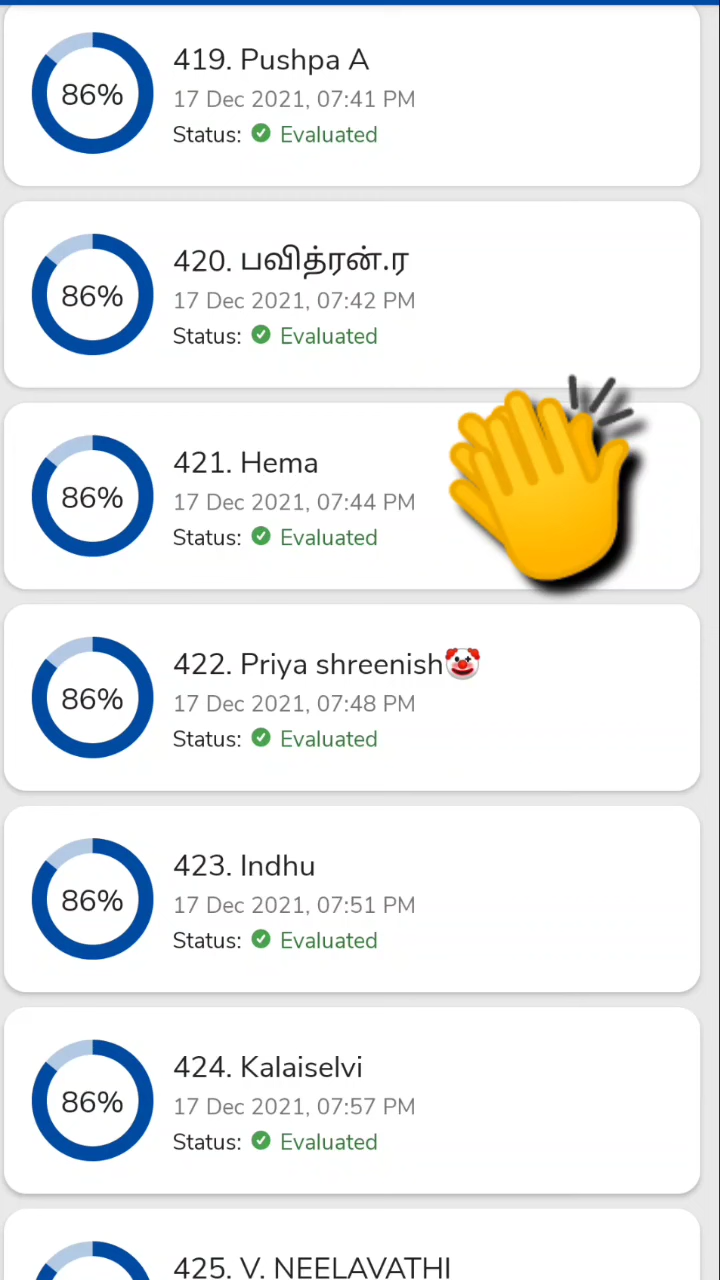 86%
419. Pushpa A
17 Dec 2021, 07:41 PM
Status: Evaluated
86%
420. பவித்ரன்.ர
17 Dec 2021, 07:42 PM
Status: Evaluated
86%
421. Hema
17 Dec 2021, 07:44 PM
Status: Evaluated
86%
422. Priya shreenish🤡
17 Dec 2021, 07:48 PM
Status: Evaluated
86%
423. Indhu
17 Dec 2021, 07:51 PM
Status: Evaluated
86%
424. Kalaiselvi
17 Dec 2021, 07:57 PM
Status: Evaluated
425. V. NEELAVATHI